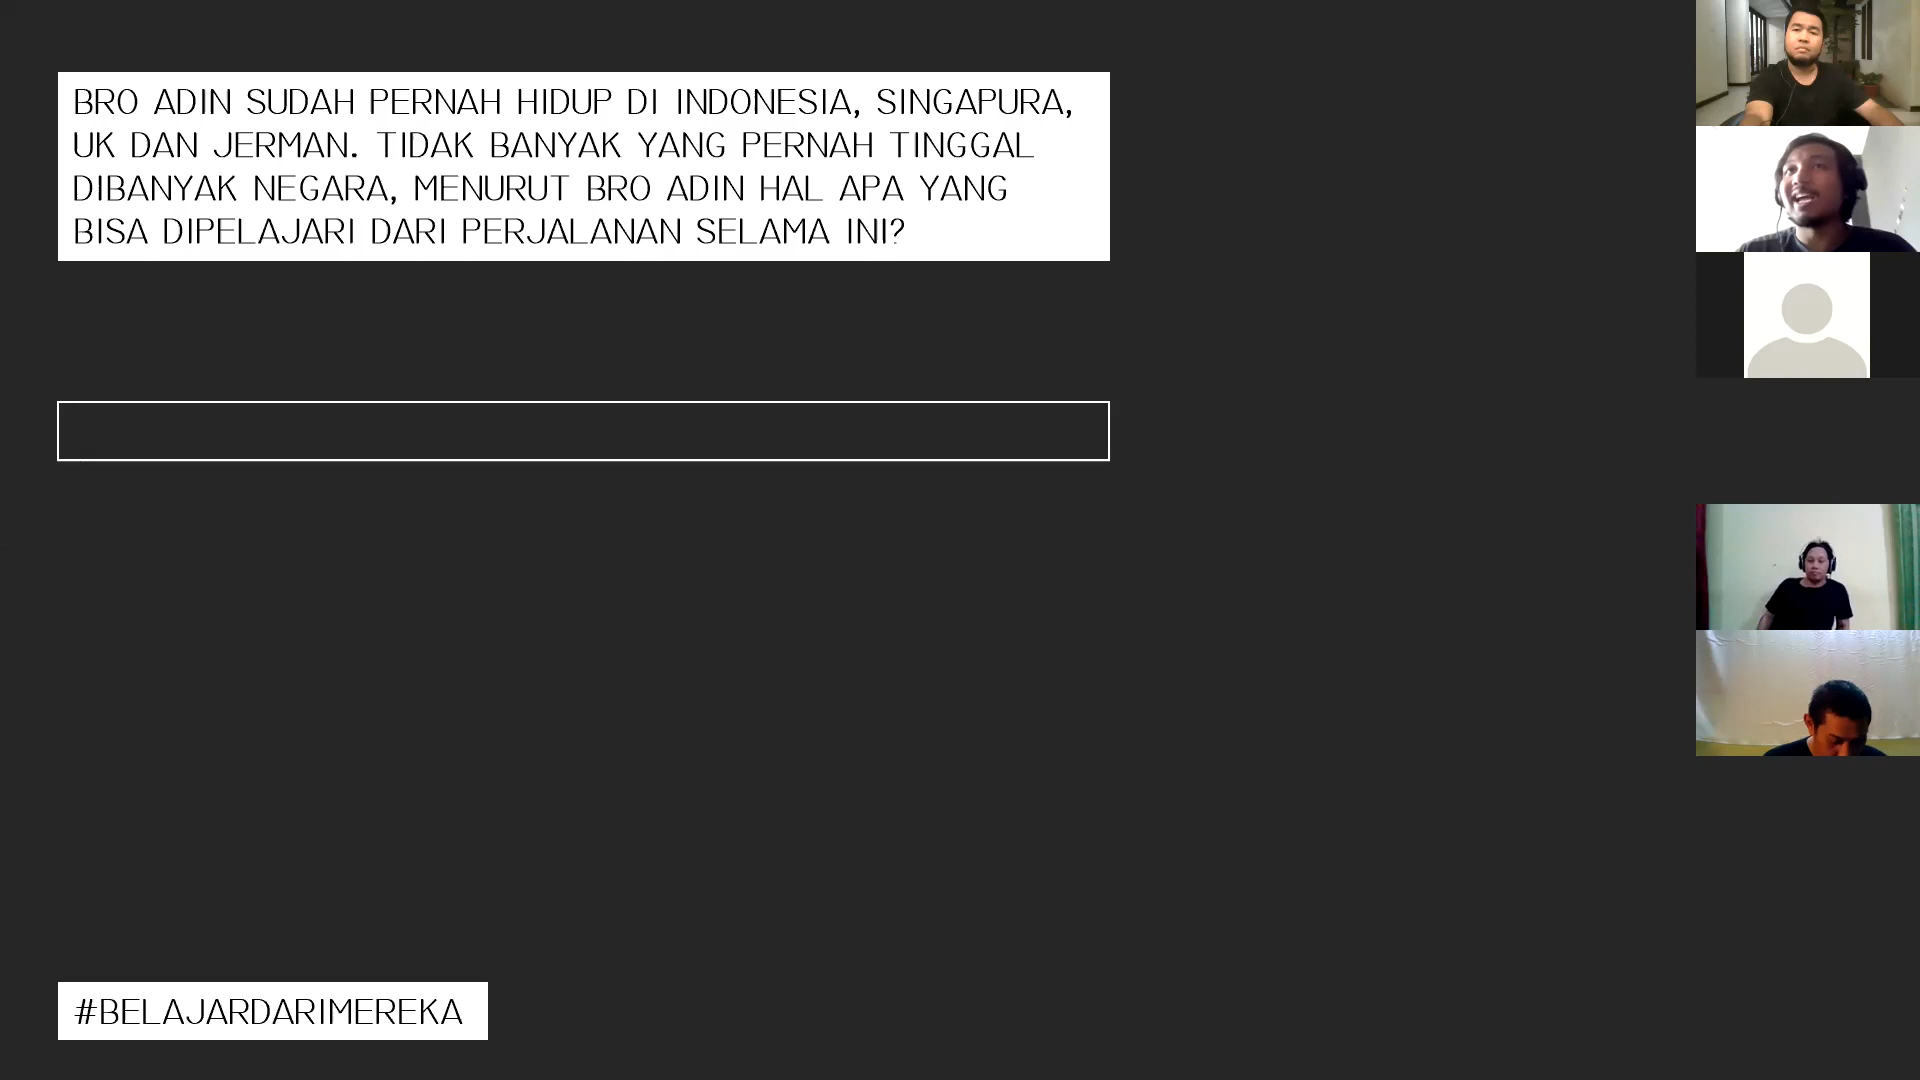 BRO ADIN SUDAH PERNAH HIDUP DI INDONESIA, SINGAPURA,
UK DAN JERMAN. TIDAK BANYAK YANG PERNAH TINGGAL
DIBANYAK NEGARA, MENURUT BRO ADIN HAL APA YANG
BISA DIPELAJARI DARI PERJALANAN SELAMA INI?
#BELAJARDARIMEREKA